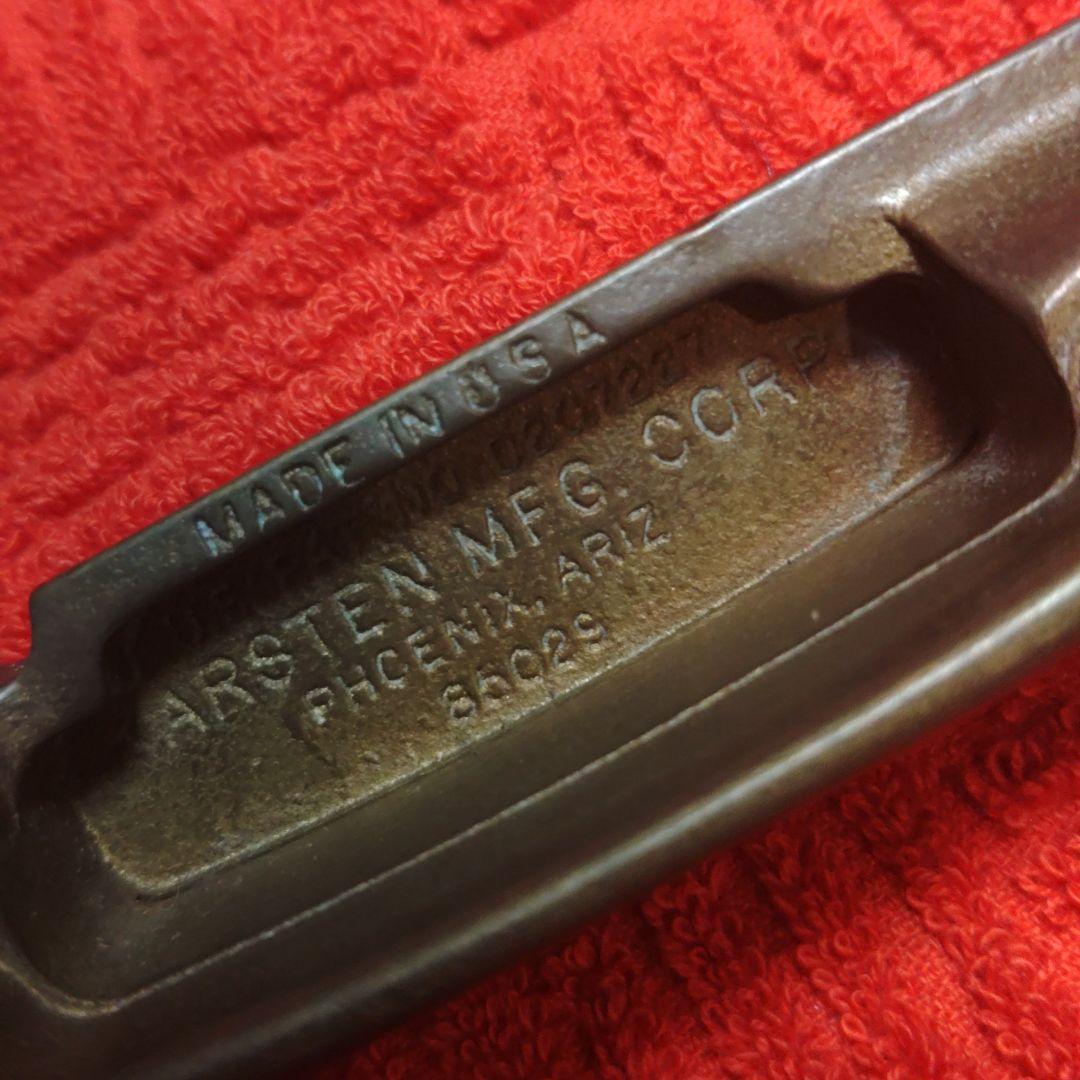 MADE IN USA
ARSTEN MFG. CORP
PHOENIX, ARIZ
85029